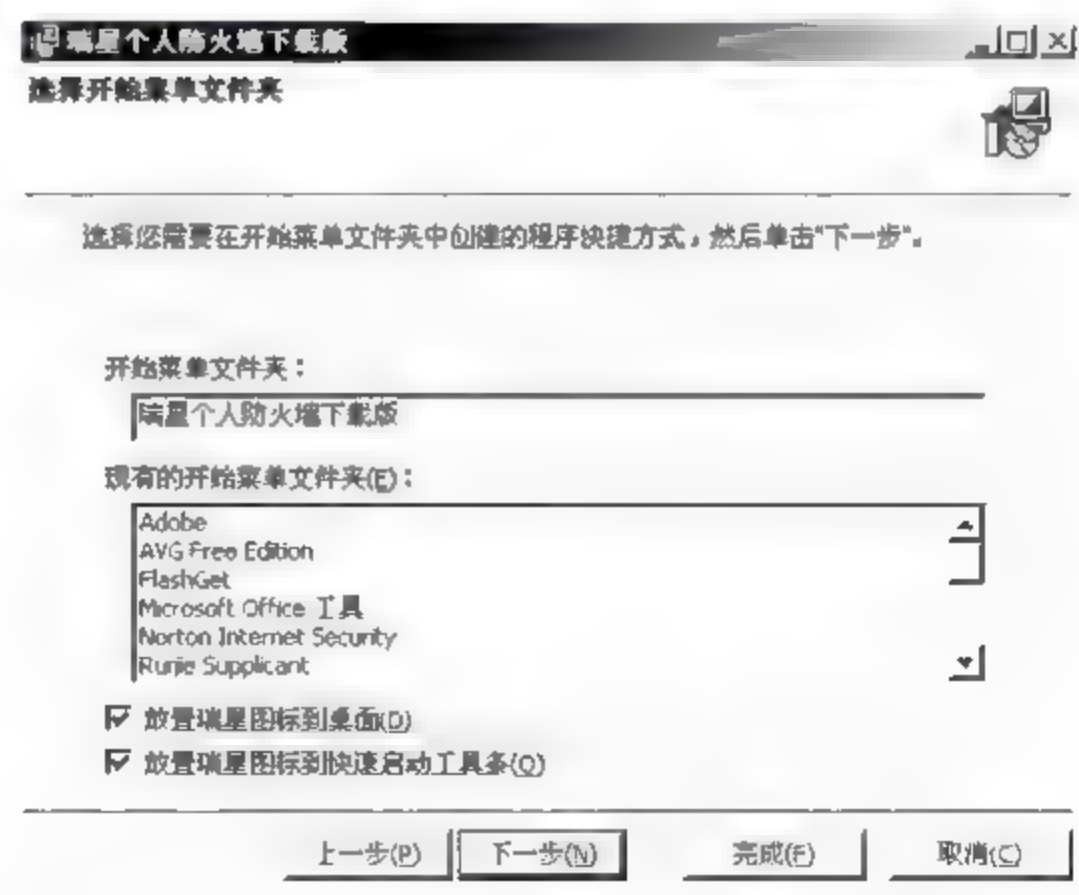 瑞星个人防火墙下载版
选择开始菜单文件夹
选择您需要在开始菜单文件夹中创建的程序快捷方式，然后单击“下一步”。
开始菜单文件夹：
瑞星个人防火墙下载版
现有的开始菜单文件夹(E)：
Adobe
AVG Free Edition
FlashGet
Microsoft Office 工具
Norton Internet Security
Ruijie Supplicant
放置瑞星图标到桌面(D)
放置瑞星图标到快速启动工具条(Q)
上一步(P) 下一步(N) 完成(F) 取消(C)